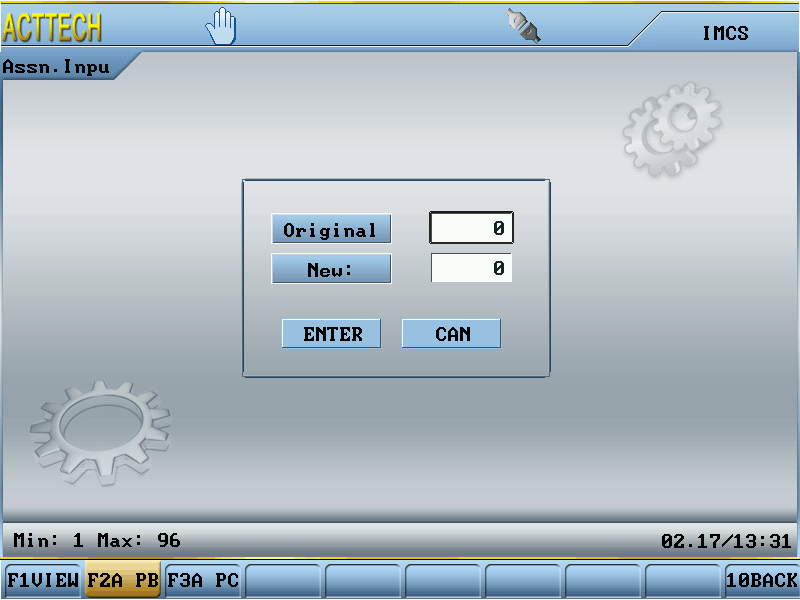 ACTTECH
IMCS
Assn.Inpu
Original 0
New: 0
ENTER CAN
Min: 1 Max: 96 02.17/13:31
F1VIEW F2A PB F3A PC 10BACK